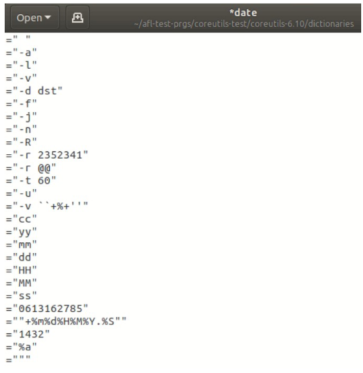 Open ▾
*date
~/afl-test-prgs/coreutils-test/coreutils-6.10/dictionaries
=" "
="-a"
="-l"
="-v"
="-d dst"
="-f"
="-j"
="-n"
="-R"
="-r 2352341"
="-r @@"
="-t 60"
="-u"
="-v ``+%+''"
="cc"
="yy"
="mm"
="dd"
="HH"
="MM"
="ss"
="0613162785"
=""+%m%d%H%M%Y.%S""
="1432"
="%a"
="""